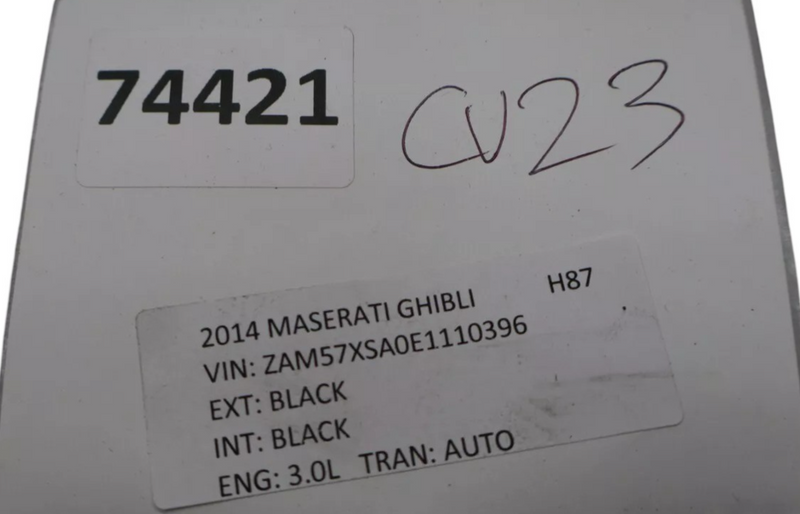 74421
CV23
2014 MASERATI GHIBLI H87
VIN: ZAM57XSA0E1110396
EXT: BLACK
INT: BLACK
ENG: 3.0L TRAN: AUTO